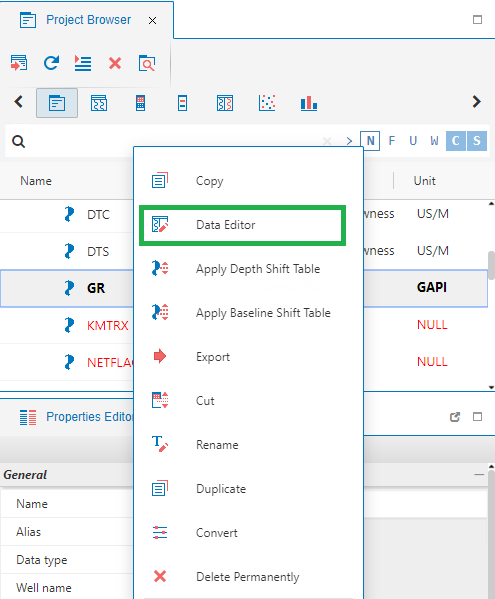 Project Browser
N F U W C S
Name Unit
Copy
DTC wness US/M
Data Editor
DTS wness US/M
Apply Depth Shift Table
GR GAPI
Apply Baseline Shift Table
KMTRX NULL
Export
NETFLAG NULL
Cut
Properties Editor
Rename
General
Duplicate
Name
Alias
Convert
Data type
Delete Permanently
Well name